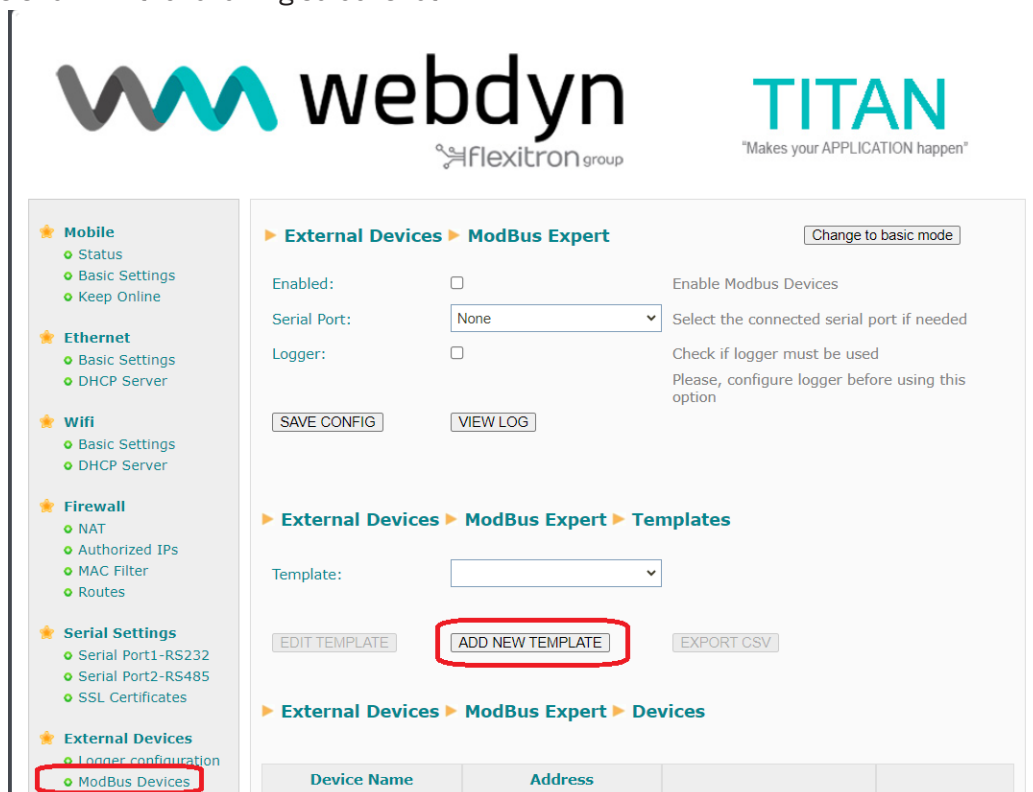 webdyn
flexitron group
TITAN
"Makes your APPLICATION happen"
Mobile
Status
Basic Settings
Keep Online
Ethernet
Basic Settings
DHCP Server
Wifi
Basic Settings
DHCP Server
Firewall
NAT
Authorized IPs
MAC Filter
Routes
Serial Settings
Serial Port1-RS232
Serial Port2-RS485
SSL Certificates
External Devices
Logger configuration
ModBus Devices
External Devices ModBus Expert Change to basic mode
Enabled: Enable Modbus Devices
Serial Port: None Select the connected serial port if needed
Logger: Check if logger must be used
Please, configure logger before using this
option
SAVE CONFIG VIEW LOG
External Devices ModBus Expert Templates
Template:
EDIT TEMPLATE ADD NEW TEMPLATE EXPORT CSV
External Devices ModBus Expert Devices
Device Name Address